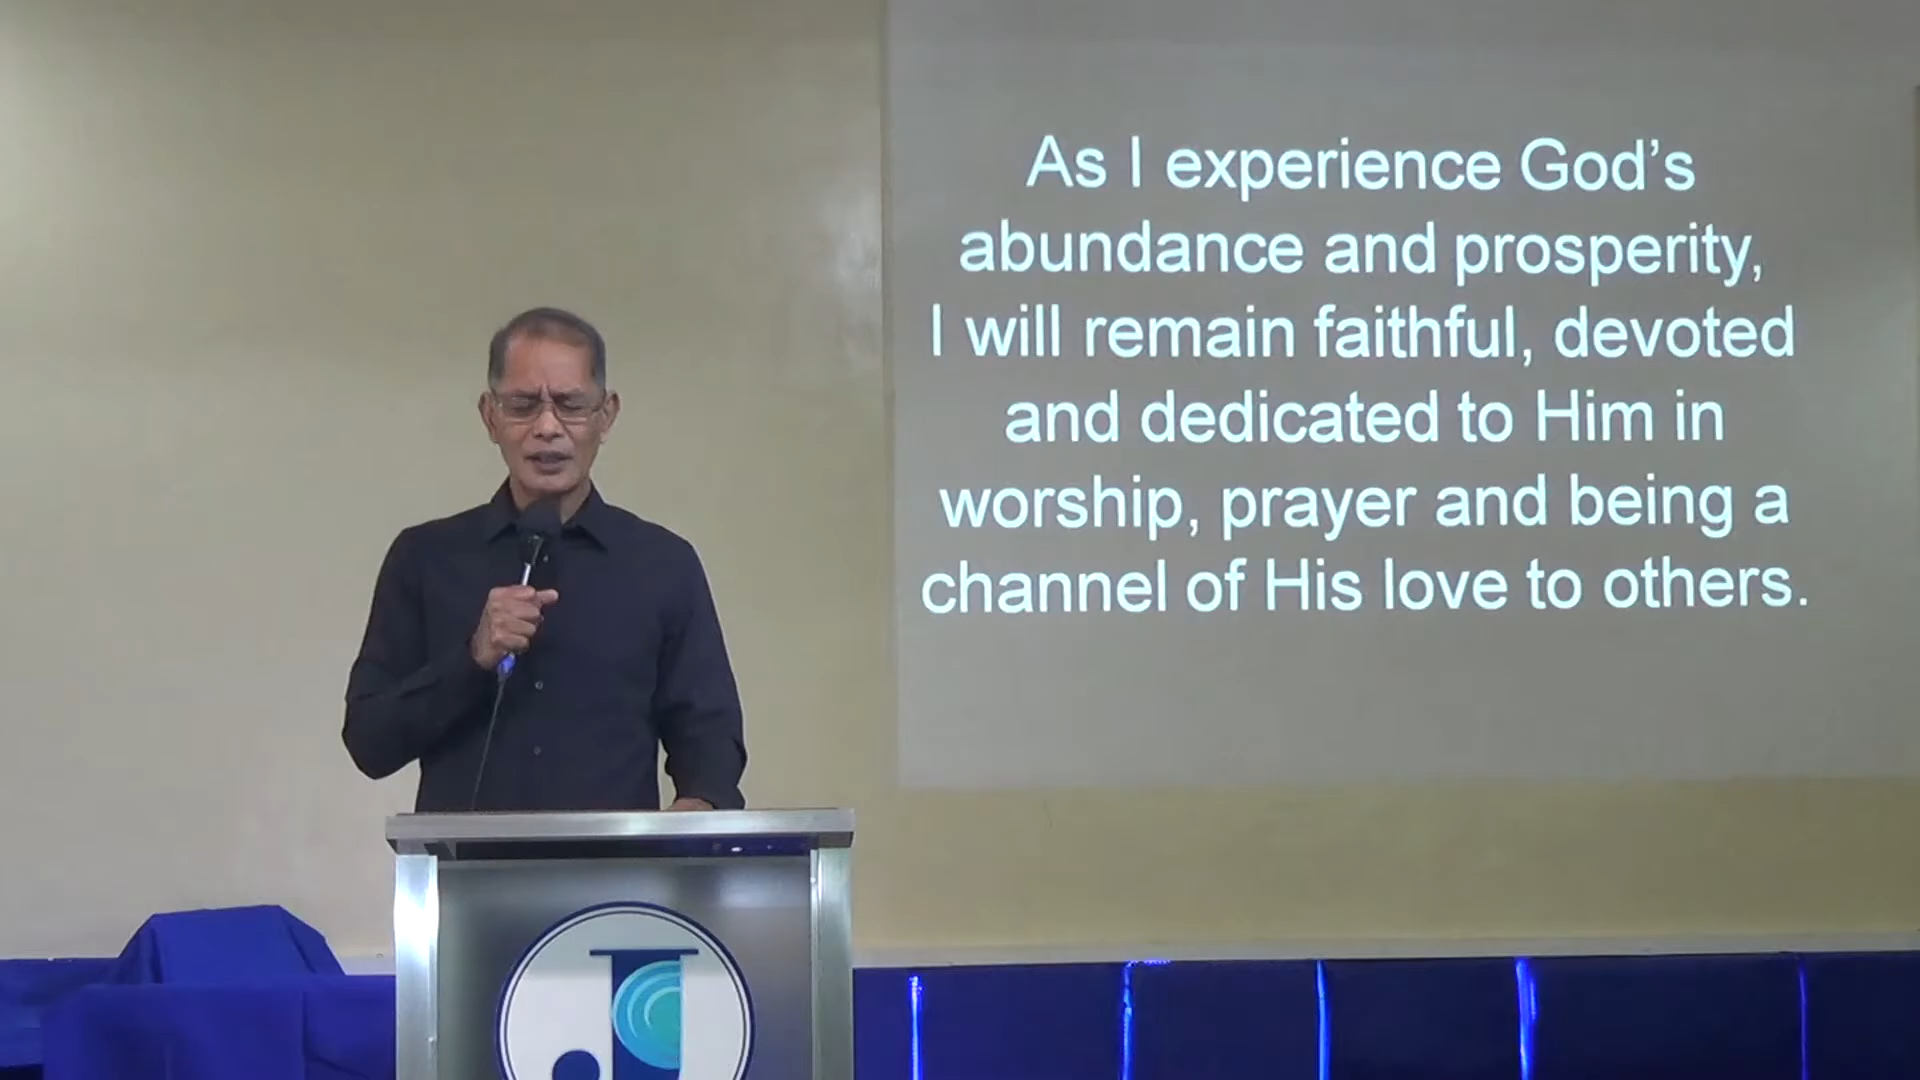 As I experience God’s
abundance and prosperity,
I will remain faithful, devoted
and dedicated to Him in
worship, prayer and being a
channel of His love to others.